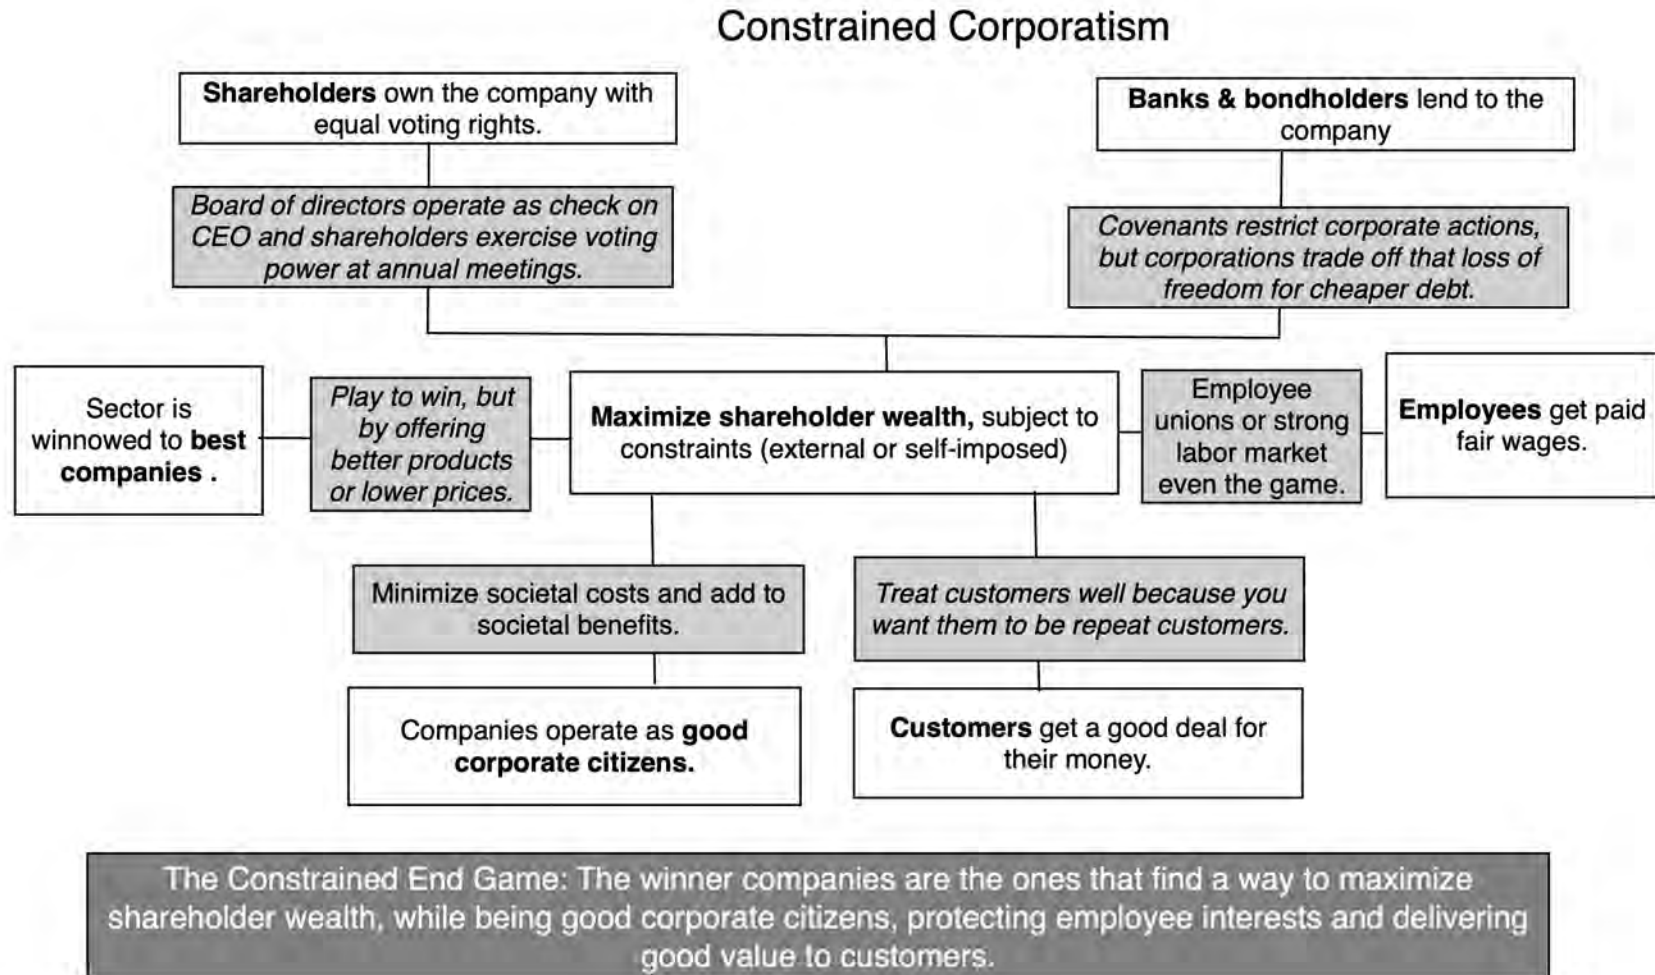 Constrained Corporatism
Shareholders own the company with
equal voting rights.
Banks & bondholders lend to the
company
Board of directors operate as check on
CEO and shareholders exercise voting
power at annual meetings.
Covenants restrict corporate actions,
but corporations trade off that loss of
freedom for cheaper debt.
Sector is
winnowed to best
companies .
Play to win, but
by offering
better products
or lower prices.
Maximize shareholder wealth, subject to
constraints (external or self-imposed)
Employee
unions or strong
labor market
even the game.
Employees get paid
fair wages.
Minimize societal costs and add to
societal benefits.
Treat customers well because you
want them to be repeat customers.
Companies operate as good
corporate citizens.
Customers get a good deal for
their money.
The Constrained End Game: The winner companies are the ones that find a way to maximize
shareholder wealth, while being good corporate citizens, protecting employee interests and delivering
good value to customers.